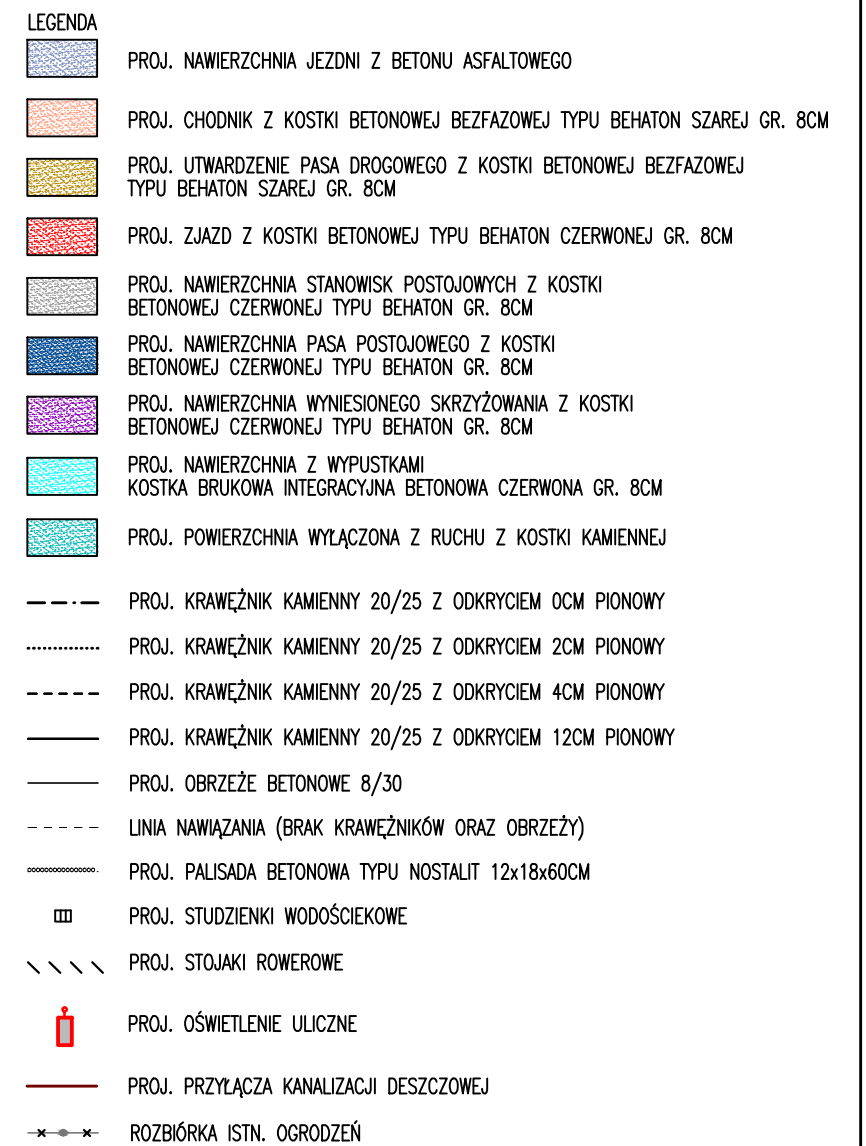 LEGENDA
PROJ. NAWIERZCHNIA JEZDNI Z BETONU ASFALTOWEGO
PROJ. CHODNIK Z KOSTKI BETONOWEJ BEZFAZOWEJ TYPU BEHATON SZAREJ GR. 8CM
PROJ. UTWARDZENIE PASA DROGOWEGO Z KOSTKI BETONOWEJ BEZFAZOWEJ
TYPU BEHATON SZAREJ GR. 8CM
PROJ. ZJAZD Z KOSTKI BETONOWEJ TYPU BEHATON CZERWONEJ GR. 8CM
PROJ. NAWIERZCHNIA STANOWISK POSTOJOWYCH Z KOSTKI
BETONOWEJ CZERWONEJ TYPU BEHATON GR. 8CM
PROJ. NAWIERZCHNIA PASA POSTOJOWEGO Z KOSTKI
BETONOWEJ CZERWONEJ TYPU BEHATON GR. 8CM
PROJ. NAWIERZCHNIA WYNIESIONEGO SKRZYŻOWANIA Z KOSTKI
BETONOWEJ CZERWONEJ TYPU BEHATON GR. 8CM
PROJ. NAWIERZCHNIA Z WYPUSTKAMI
KOSTKA BRUKOWA INTEGRACYJNA BETONOWA CZERWONA GR. 8CM
PROJ. POWIERZCHNIA WYŁĄCZONA Z RUCHU Z KOSTKI KAMIENNEJ
PROJ. KRAWĘŻNIK KAMIENNY 20/25 Z ODKRYCIEM 0CM PIONOWY
PROJ. KRAWĘŻNIK KAMIENNY 20/25 Z ODKRYCIEM 2CM PIONOWY
PROJ. KRAWĘŻNIK KAMIENNY 20/25 Z ODKRYCIEM 4CM PIONOWY
PROJ. KRAWĘŻNIK KAMIENNY 20/25 Z ODKRYCIEM 12CM PIONOWY
PROJ. OBRZEŻE BETONOWE 8/30
LINIA NAWIĄZANIA (BRAK KRAWĘŻNIKÓW ORAZ OBRZEŻY)
PROJ. PALISADA BETONOWA TYPU NOSTALIT 12x18x60CM
PROJ. STUDZIENKI WODOŚCIEKOWE
PROJ. STOJAKI ROWEROWE
PROJ. OŚWIETLENIE ULICZNE
PROJ. PRZYŁĄCZA KANALIZACJI DESZCZOWEJ
ROZBIÓRKA ISTN. OGRODZEŃ